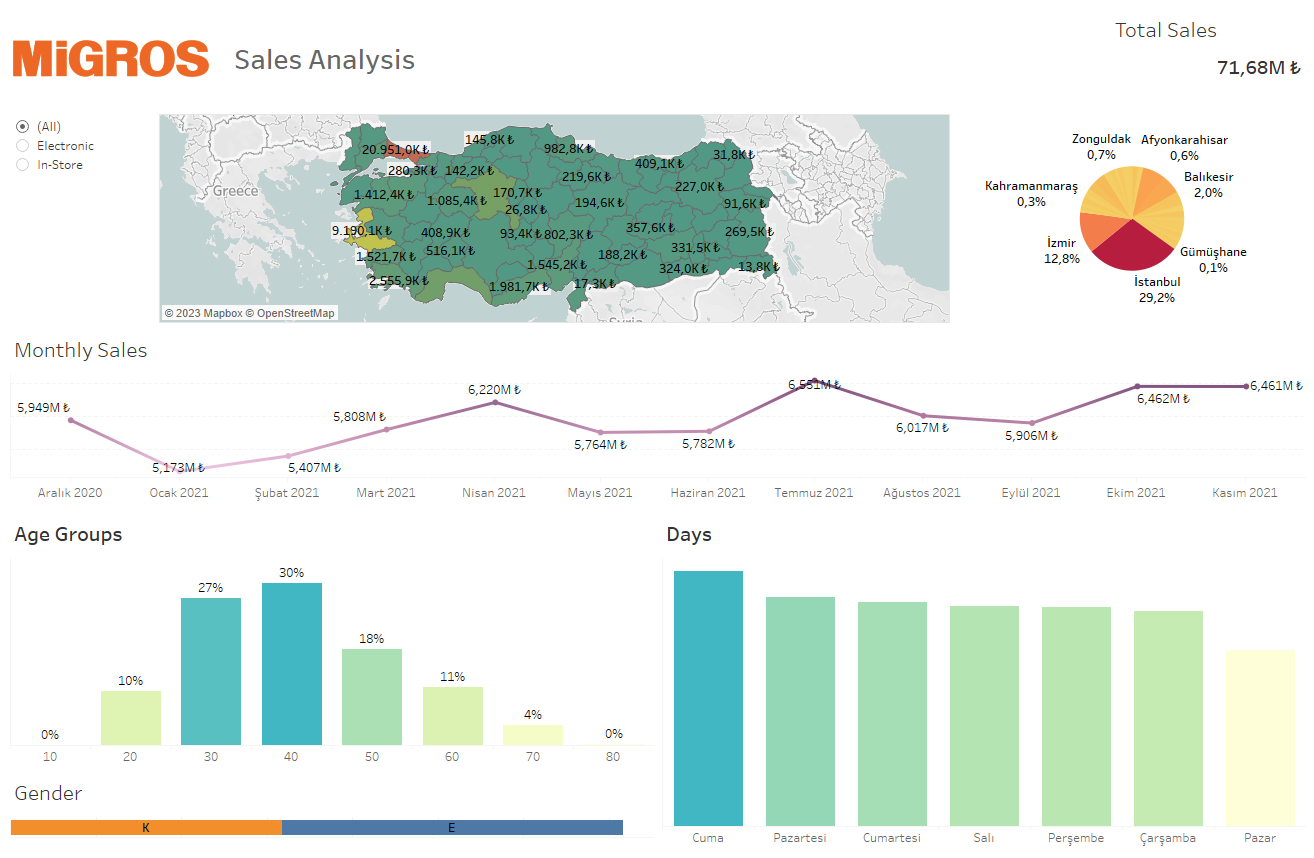 MiGROS
Sales Analysis
Total Sales
71,68M ₺
(All)
Electronic
In-Store
20.951,0K ₺
145,8K ₺
982,8K ₺
31,8K ₺
280,3K ₺
142,2K ₺
219,6K ₺
409,1K ₺
Greece
1.412,4K ₺
1.085,4K ₺
170,7K ₺
26,8K ₺
194,6K ₺
227,0K ₺
91,6K ₺
9.190,1K ₺
408,9K ₺
93,4K ₺
802,3K ₺
357,6K ₺
269,5K ₺
1.521,7K ₺
516,1K ₺
1.545,2K ₺
188,2K ₺
331,5K ₺
324,0K ₺
13,8K ₺
2.555,9K ₺
1.981,7K ₺
17,3K ₺
Syria
© 2023 Mapbox © OpenStreetMap
Zonguldak
0,7%
Afyonkarahisar
0,6%
Balıkesir
2,0%
Kahramanmaraş
0,3%
İzmir
12,8%
Gümüşhane
0,1%
İstanbul
29,2%
Monthly Sales
5,949M ₺
5,173M ₺
5,407M ₺
5,808M ₺
6,220M ₺
5,764M ₺
5,782M ₺
6,551M ₺
6,017M ₺
5,906M ₺
6,462M ₺
6,461M ₺
Aralık 2020
Ocak 2021
Şubat 2021
Mart 2021
Nisan 2021
Mayıs 2021
Haziran 2021
Temmuz 2021
Ağustos 2021
Eylül 2021
Ekim 2021
Kasım 2021
Age Groups
0%
10%
27%
30%
18%
11%
4%
0%
10
20
30
40
50
60
70
80
Gender
K
E
Days
Cuma
Pazartesi
Cumartesi
Salı
Perşembe
Çarşamba
Pazar